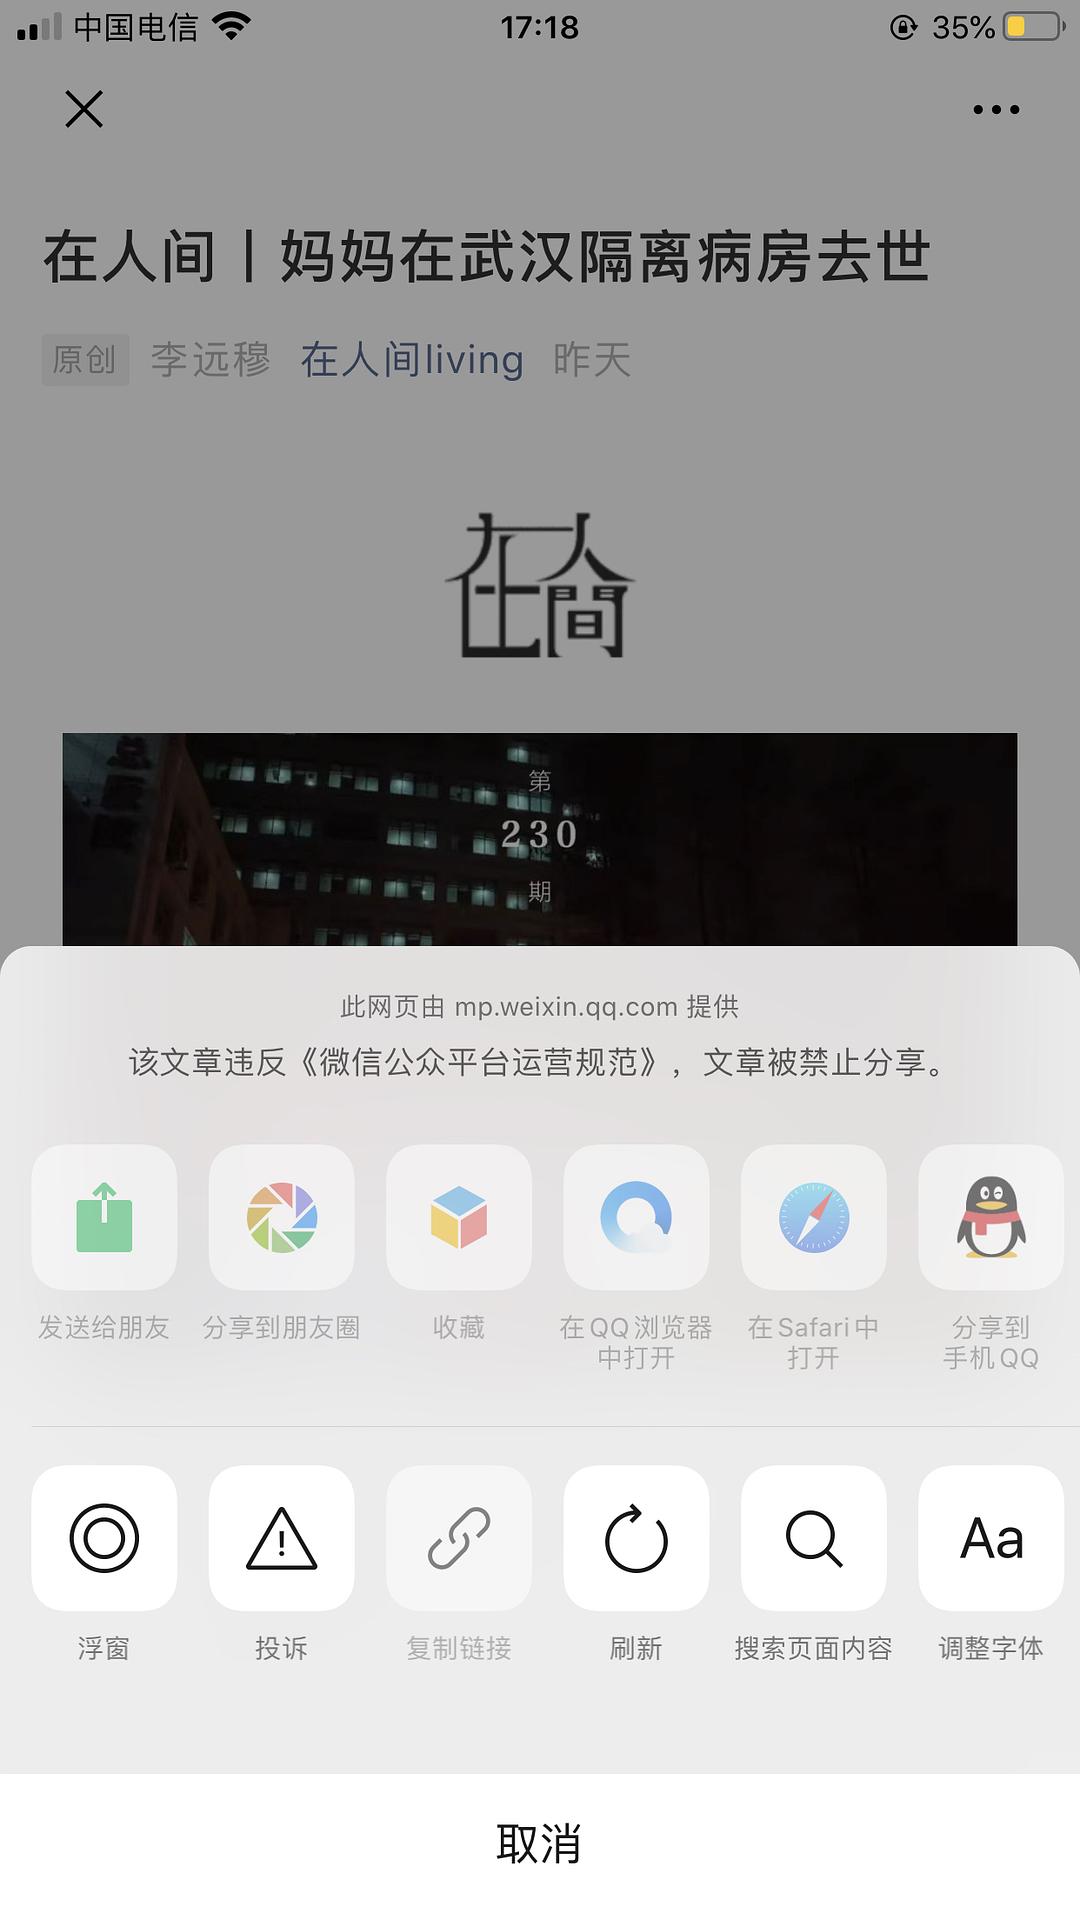 中国电信 17:18 35%
在人间丨妈妈在武汉隔离病房去世
原创 李远穆 在人间living 昨天
在人間
第
230
期
此网页由 mp.weixin.qq.com 提供
该文章违反《微信公众平台运营规范》，文章被禁止分享。
发送给朋友 分享到朋友圈 收藏 在QQ浏览器 在Safari中 分享到
中打开 打开 手机QQ
Aa
浮窗 投诉 复制链接 刷新 搜索页面内容 调整字体
取消